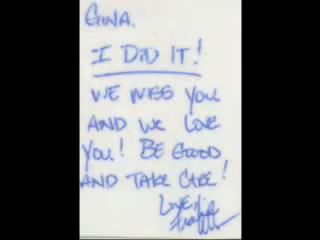 GINA.
I DID IT!
WE MISS YOU
AND WE LOVE
YOU! BE GOOD
AND TAKE CARE!
LOVE,